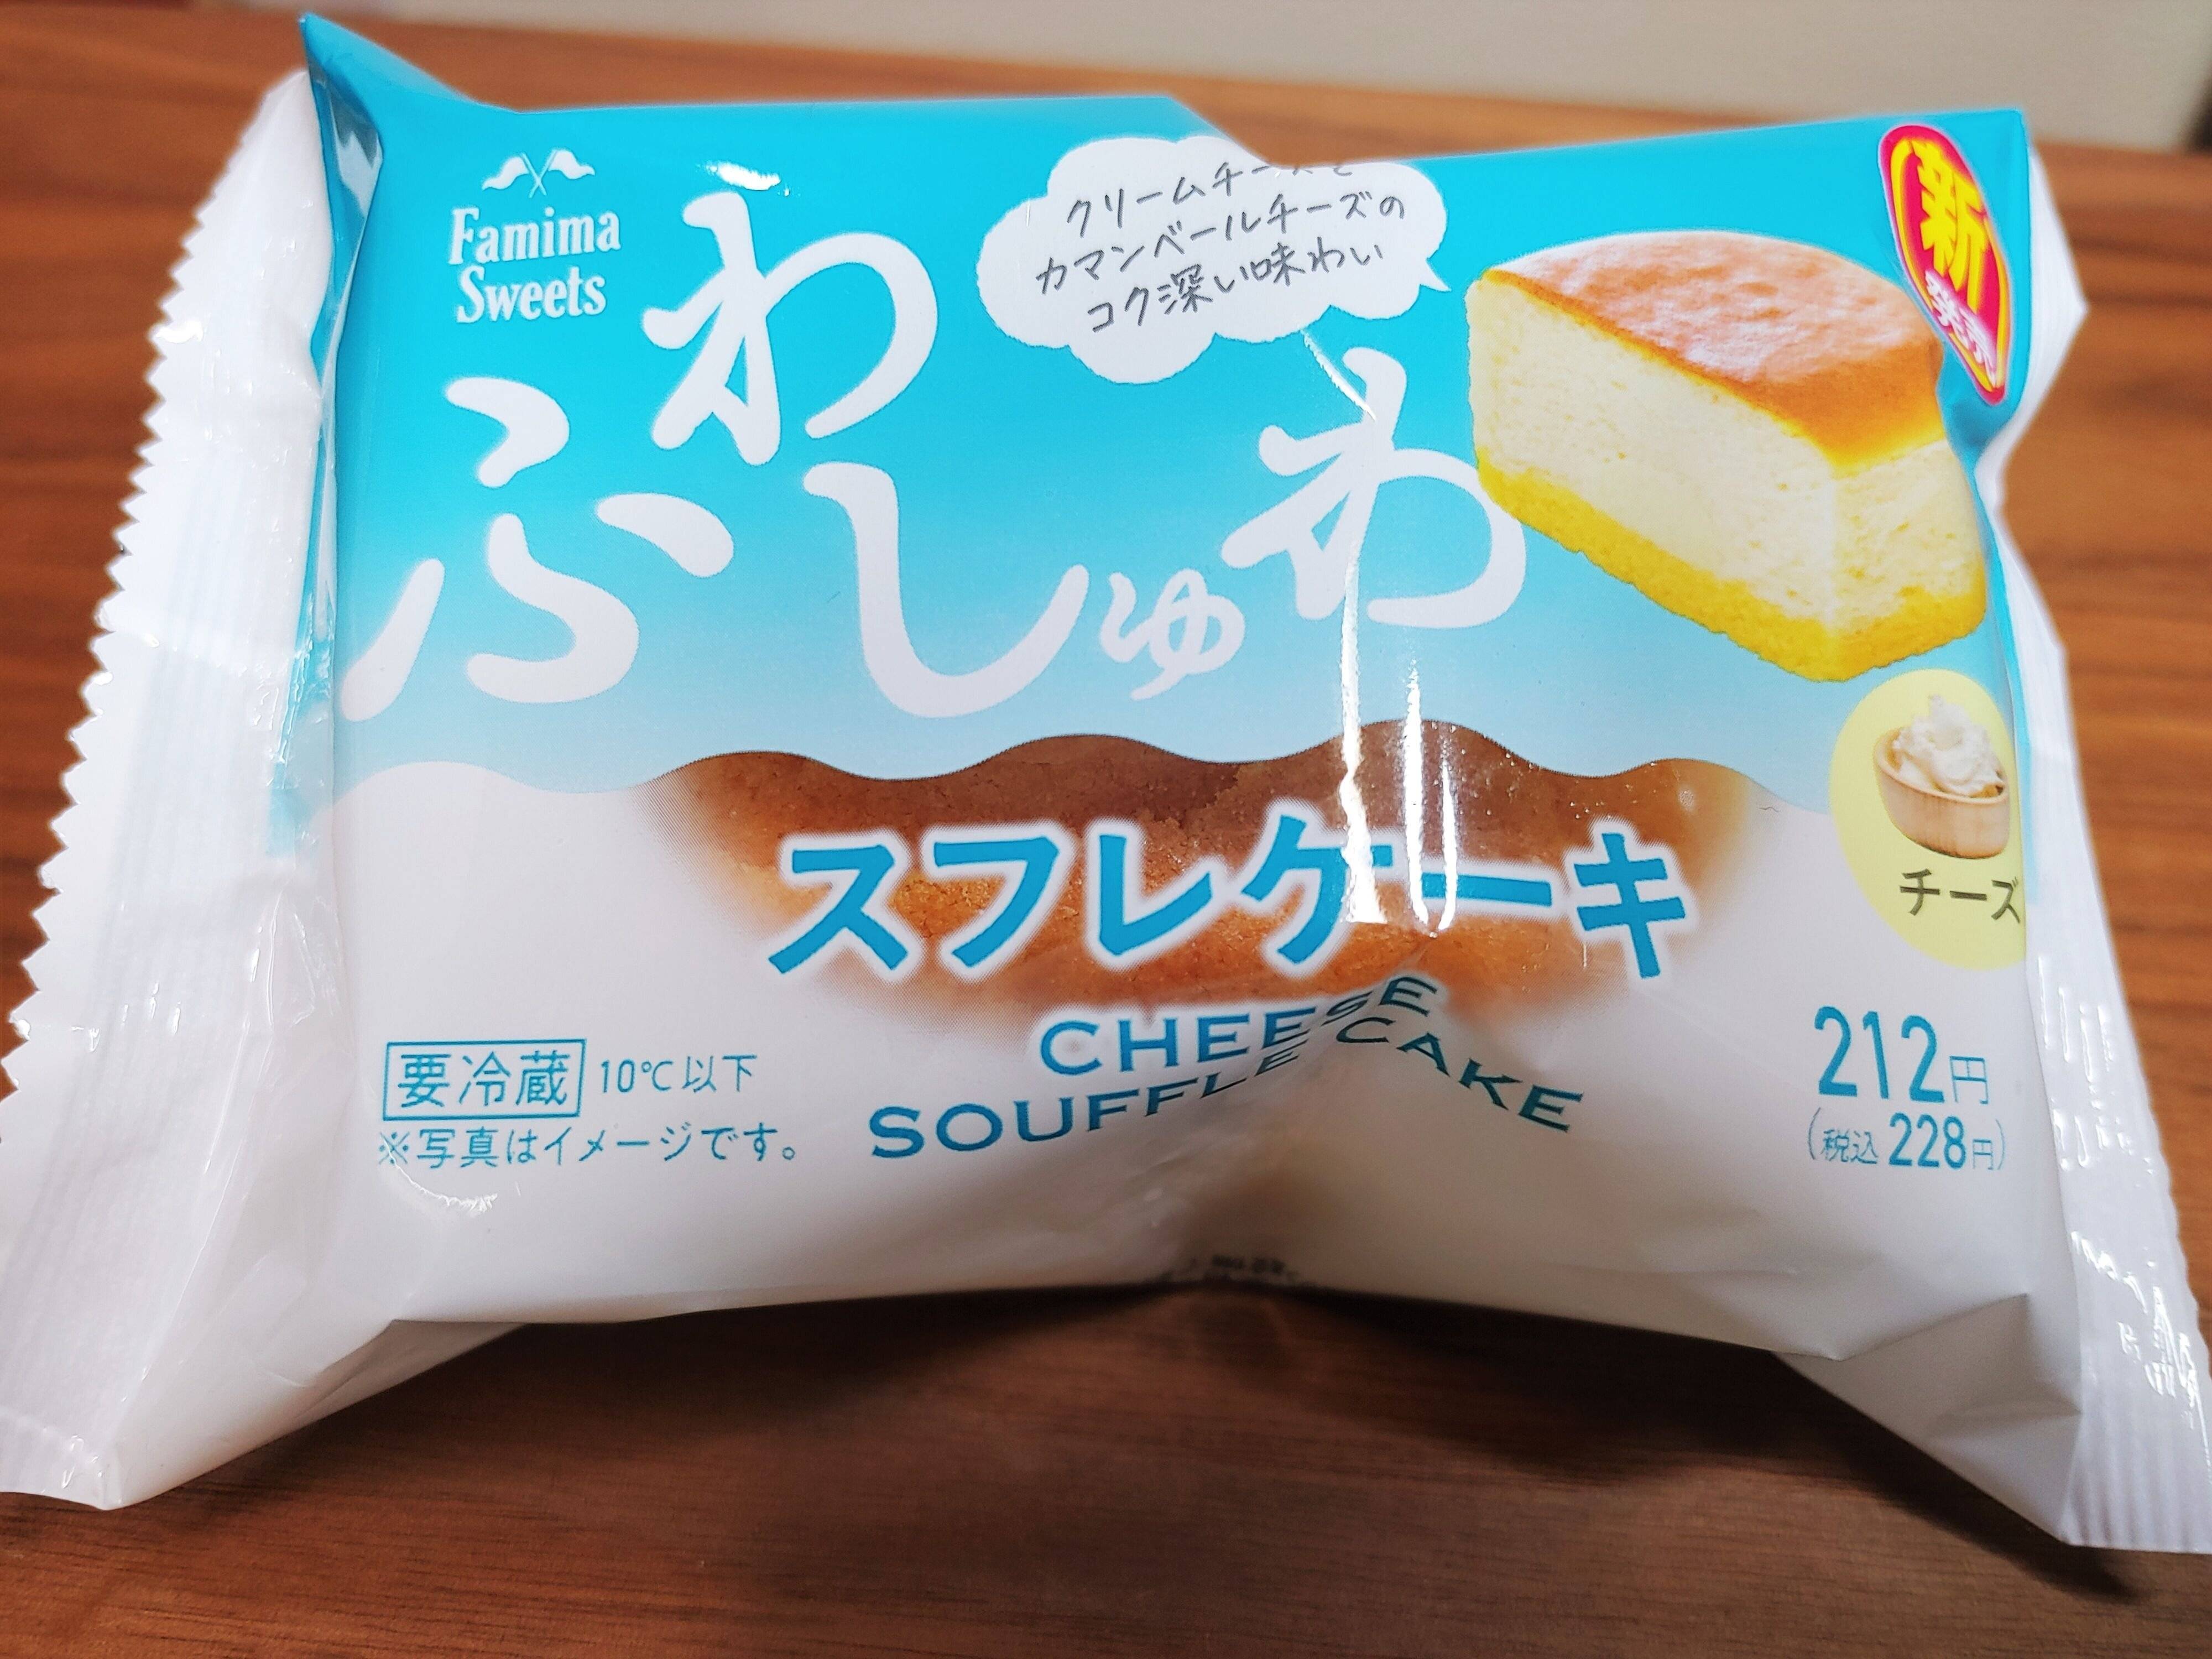 Famima
Sweets
ふわしゅわ
クリームチーズと
カマンベールチーズの
コク深い味わい
新
発売
スフレケーキ
チーズ
CHEESE
SOUFFLE CAKE
要冷蔵 10℃以下
※写真はイメージです。
212円
(税込228円)